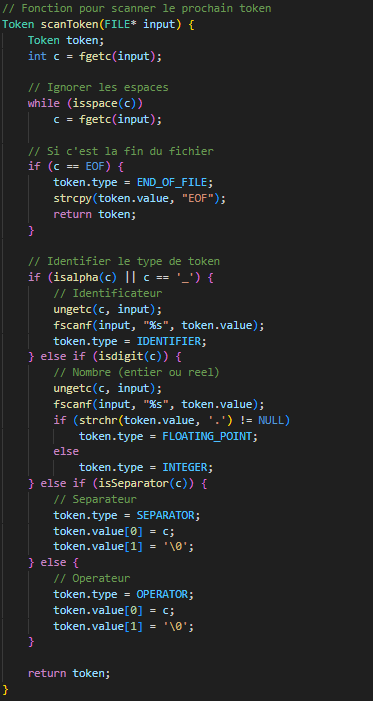 // Fonction pour scanner le prochain token
Token scanToken(FILE* input) {
    Token token;
    int c = fgetc(input);

    // Ignorer les espaces
    while (isspace(c))
        c = fgetc(input);

    // Si c'est la fin du fichier
    if (c == EOF) {
        token.type = END_OF_FILE;
        strcpy(token.value, "EOF");
        return token;
    }

    // Identifier le type de token
    if (isalpha(c) || c == '_') {
        // Identificateur
        ungetc(c, input);
        fscanf(input, "%s", token.value);
        token.type = IDENTIFIER;
    } else if (isdigit(c)) {
        // Nombre (entier ou reel)
        ungetc(c, input);
        fscanf(input, "%s", token.value);
        if (strchr(token.value, '.') != NULL)
            token.type = FLOATING_POINT;
        else
            token.type = INTEGER;
    } else if (isSeparator(c)) {
        // Separateur
        token.type = SEPARATOR;
        token.value[0] = c;
        token.value[1] = '\0';
    } else {
        // Operateur
        token.type = OPERATOR;
        token.value[0] = c;
        token.value[1] = '\0';
    }

    return token;
}